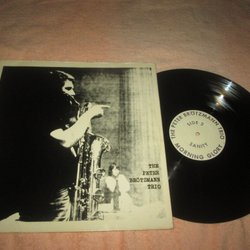 THE
PETER
BRÖTZMANN
TRIO
THE PETER BRÖTZMANN TRIO
SIDE 2
SANITY
MORNING GLORY